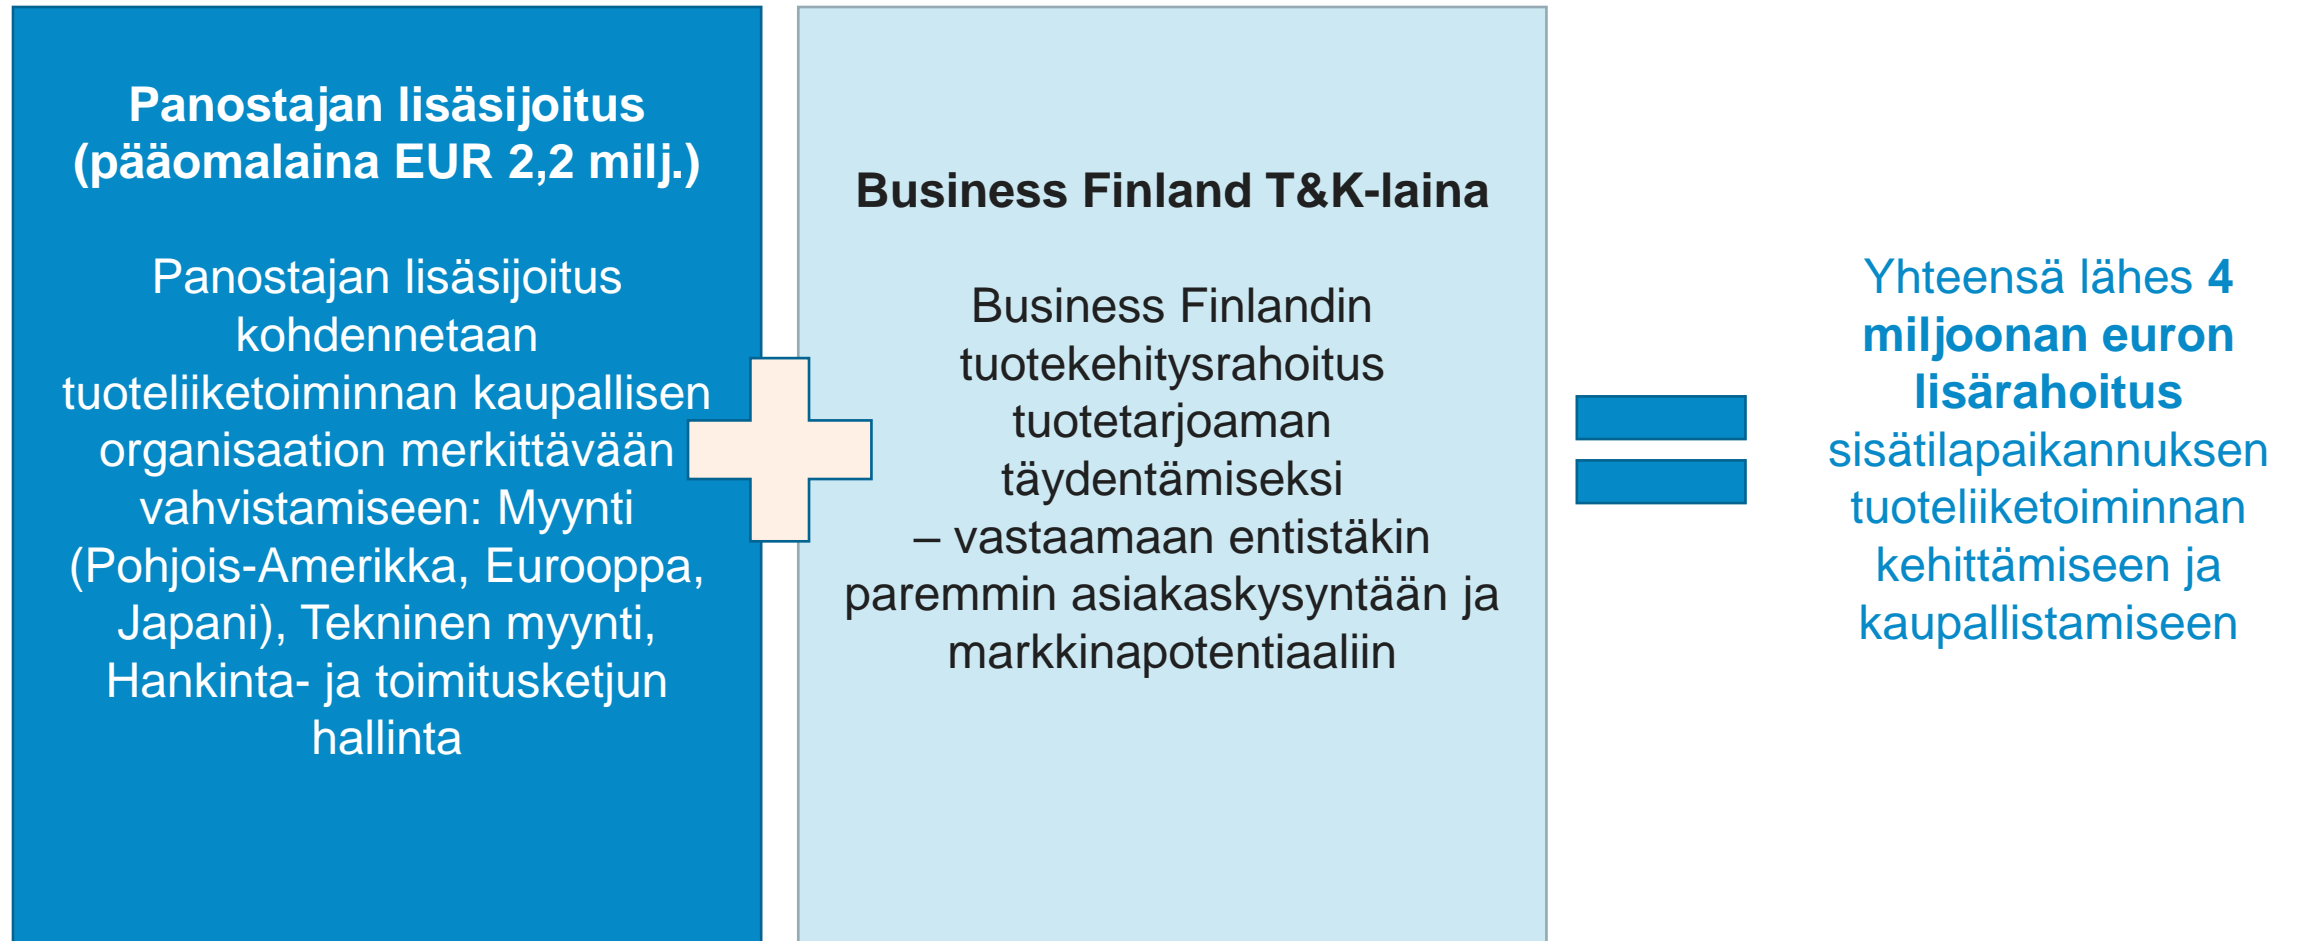 Panostajan lisäsijoitus
(pääomalaina EUR 2,2 milj.)
Panostajan lisäsijoitus
kohdennetaan
tuoteliiketoiminnan kaupallisen
organisaation merkittävään
vahvistamiseen: Myynti
(Pohjois-Amerikka, Eurooppa,
Japani), Tekninen myynti,
Hankinta- ja toimitusketjun
hallinta
Business Finland T&K-laina
Business Finlandin
tuotekehitysrahoitus
tuotetarjoaman
täydentämiseksi
– vastaamaan entistäkin
paremmin asiakaskysyntään ja
markkinapotentiaaliin
Yhteensä lähes 4
miljoonan euron
lisärahoitus
sisätilapaikannuksen
tuoteliiketoiminnan
kehittämiseen ja
kaupallistamiseen